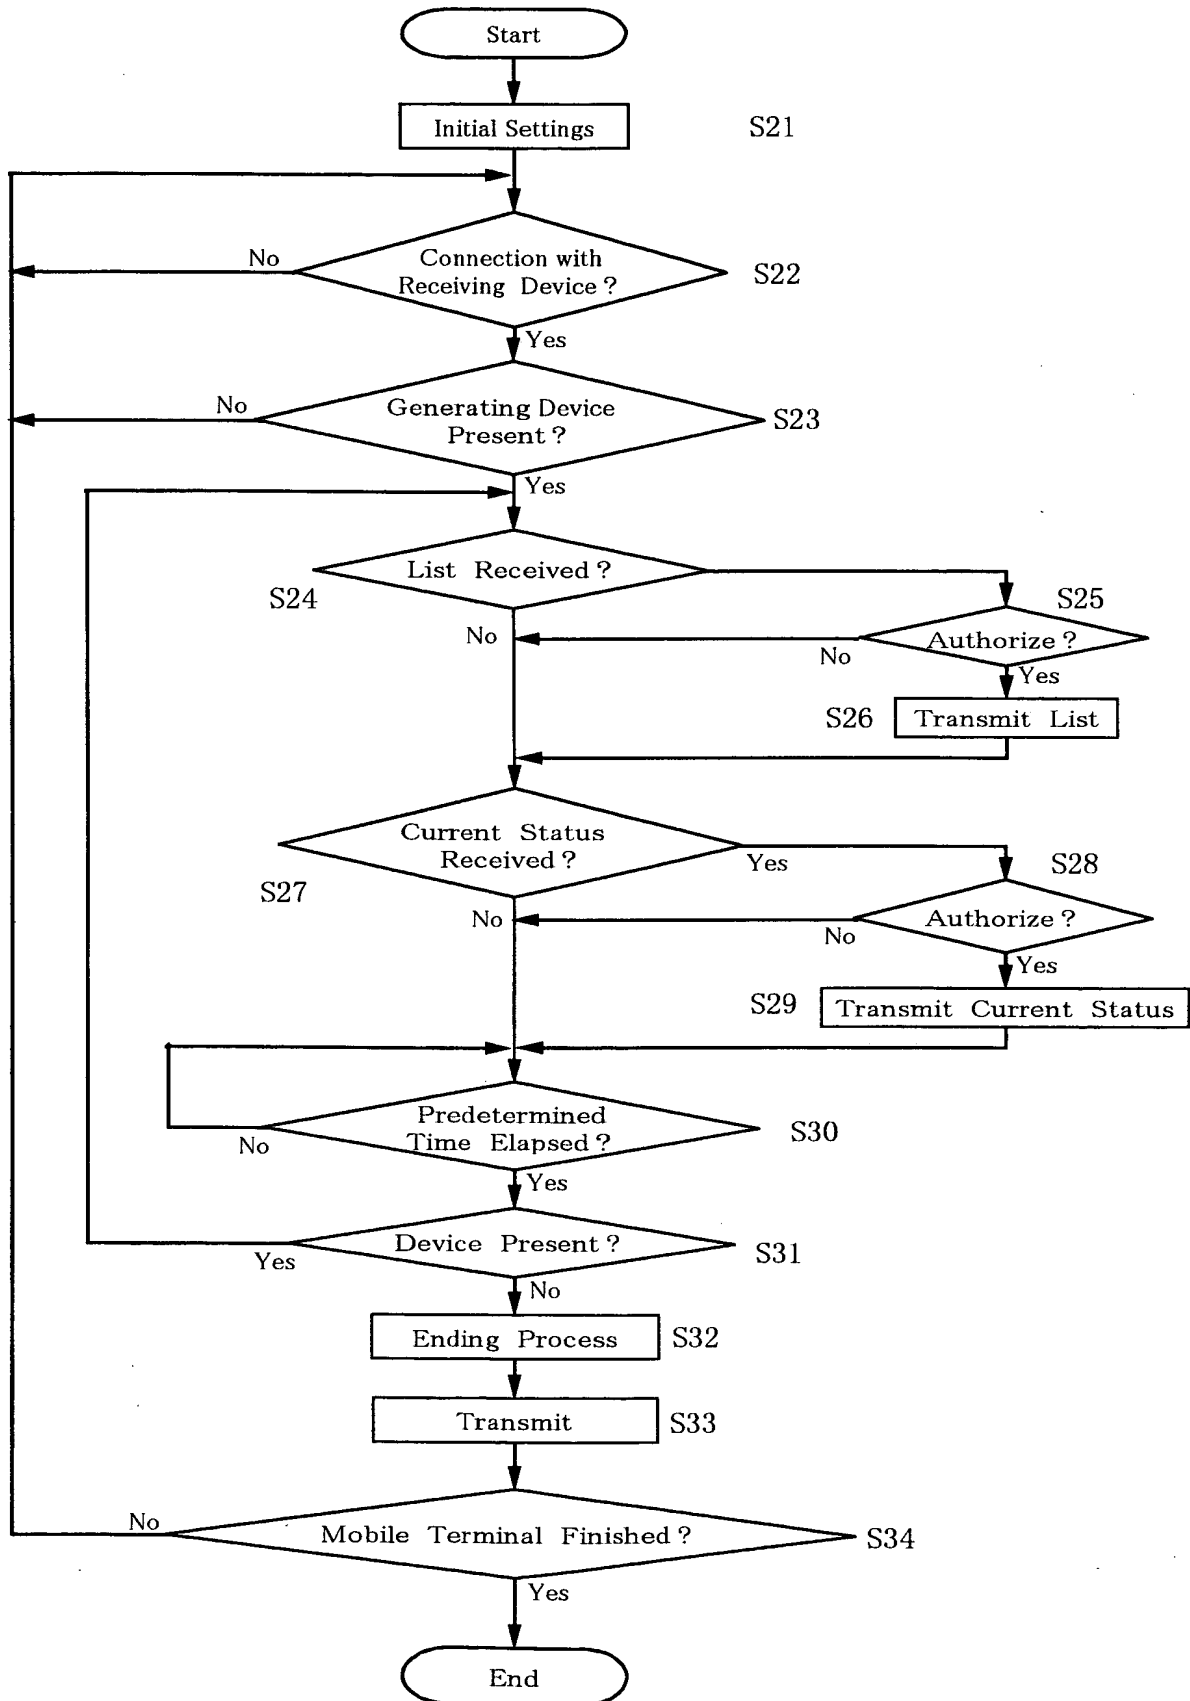 Start
Initial Settings
S21
No
Connection with
Receiving Device ?
S22
Yes
No
Generating Device
Present ?
S23
Yes
List Received ?
S24
S25
No
Authorize ?
No
Yes
S26
Transmit List
Current Status
Received ?
Yes
S28
S27
No
Authorize ?
No
Yes
S29
Transmit Current Status
Predetermined
Time Elapsed ?
S30
No
Yes
Device Present ?
S31
Yes
No
Ending Process
S32
Transmit
S33
No
Mobile Terminal Finished ?
S34
Yes
End